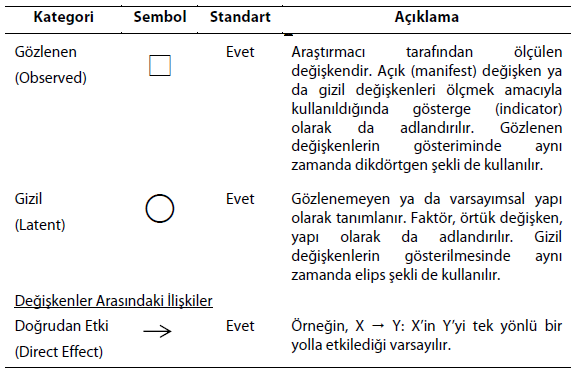 Kategori Sembol Standart Açıklama
Gözlenen Evet Araştırmacı tarafından ölçülen
(Observed) değişkendir. Açık (manifest) değişken ya
da gizil değişkenleri ölçmek amacıyla
kullanıldığında gösterge (indicator)
olarak da adlandırılır. Gözlenen
değişkenlerin gösteriminde aynı
zamanda dikdörtgen şekli de kullanılır.
Gizil Evet Gözlenemeyen ya da varsayımsal yapı
(Latent) olarak tanımlanır. Faktör, örtük değişken,
yapı olarak da adlandırılır. Gizil
değişkenlerin gösterilmesinde aynı
zamanda elips şekli de kullanılır.
Değişkenler Arasındaki İlişkiler
Doğrudan Etki → Evet Örneğin, X → Y: X’in Y’yi tek yönlü bir
(Direct Effect) yolla etkilediği varsayılır.